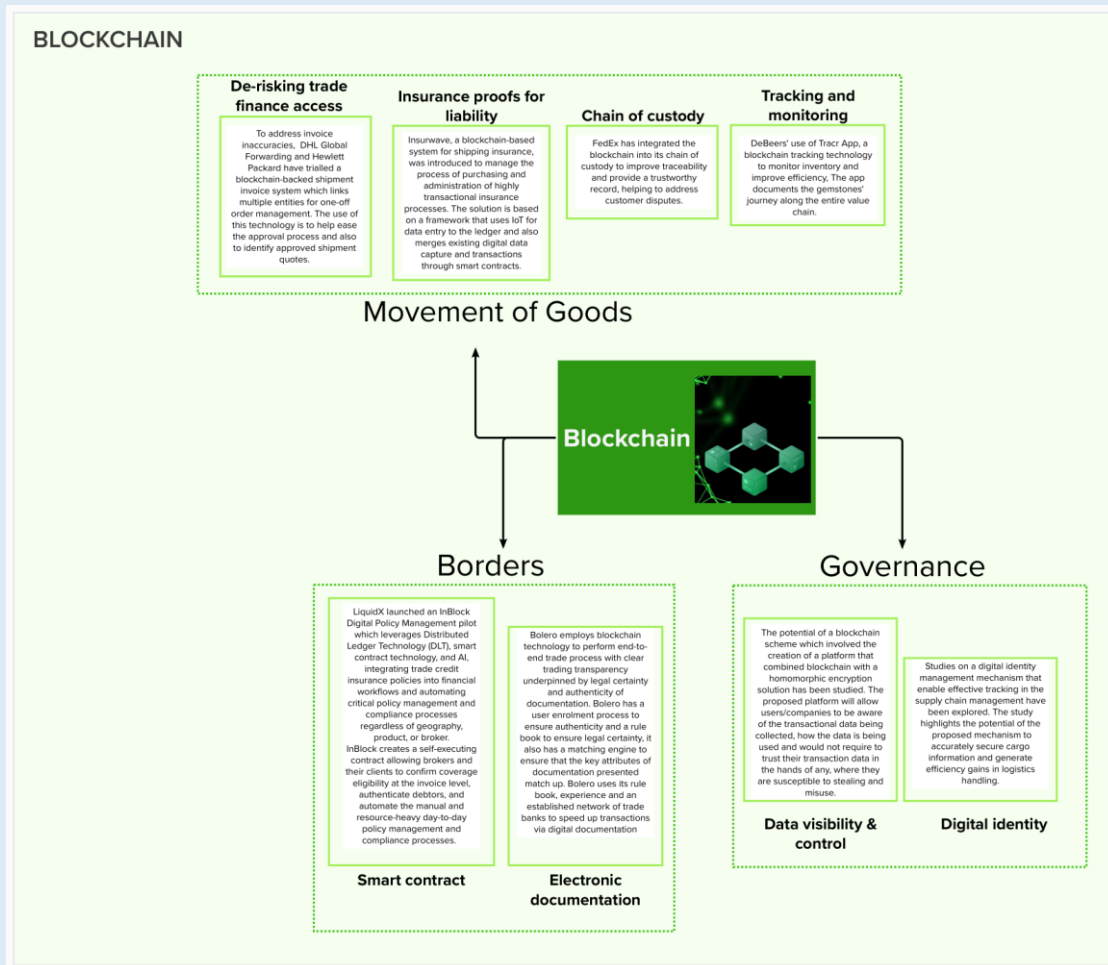 BLOCKCHAIN
De-risking trade
finance access
To address invoice
inaccuracies,  DHL Global
Forwarding and Hewlett
Packard have trialled a
blockchain-backed shipment
invoice system which links
multiple entities for one-off
order management. The use of
this technology is to help ease
the approval process and also
to identify approved shipment
quotes.
Insurance proofs for
liability
Insurwave, a blockchain-based
system for shipping insurance,
was introduced to manage the
process of purchasing and
administration of highly
transactional insurance
processes. The solution is based
on a framework that uses IoT for
data entry to the ledger and also
merges existing digital data
capture and transactions
through smart contracts.
Chain of custody
FedEx has integrated the
blockchain into its chain of
custody to improve traceability
and provide a trustworthy
record, helping to address
customer disputes.
Tracking and
monitoring
DeBeers' use of Tracr App, a
blockchain tracking technology
to monitor inventory and
improve efficiency, The app
documents the gemstones'
journey along the entire value
chain.
Movement of Goods
Blockchain
Borders
LiquidX launched an InBlock
Digital Policy Management pilot
which leverages Distributed
Ledger Technology (DLT), smart
contract technology, and AI,
integrating trade credit
insurance policies into financial
workflows and automating
critical policy management and
compliance processes
regardless of geography,
product, or broker.
InBlock creates a self-executing
contract allowing brokers and
their clients to confirm coverage
eligibility at the invoice level,
authenticate debtors, and
automate the manual and
resource-heavy day-to-day
policy management and
compliance processes.
Smart contract
Bolero employs blockchain
technology to perform end-to-
end trade process with clear
trading transparency
underpinned by legal certainty
and authenticity of
documentation. Bolero has a
user enrolment process to
ensure authenticity and a rule
book to ensure legal certainty, it
also has a matching engine to
ensure that the key attributes of
documentation presented
match up. Bolero uses its rule
book, experience and an
established network of trade
banks to speed up transactions
via digital documentation
Electronic
documentation
Governance
The potential of a blockchain
scheme which involved the
creation of a platform that
combined blockchain with a
homomorphic encryption
solution has been studied. The
proposed platform will allow
users/companies to be aware
of the transactional data being
collected, how the data is being
used and would not require to
trust their transaction data in
the hands of any, where they
are susceptible to stealing and
misuse.
Data visibility &
control
Studies on a digital identity
management mechanism that
enable effective tracking in the
supply chain management have
been explored. The study
highlights the potential of the
proposed mechanism to
accurately secure cargo
information and generate
efficiency gains in logistics
handling.
Digital identity